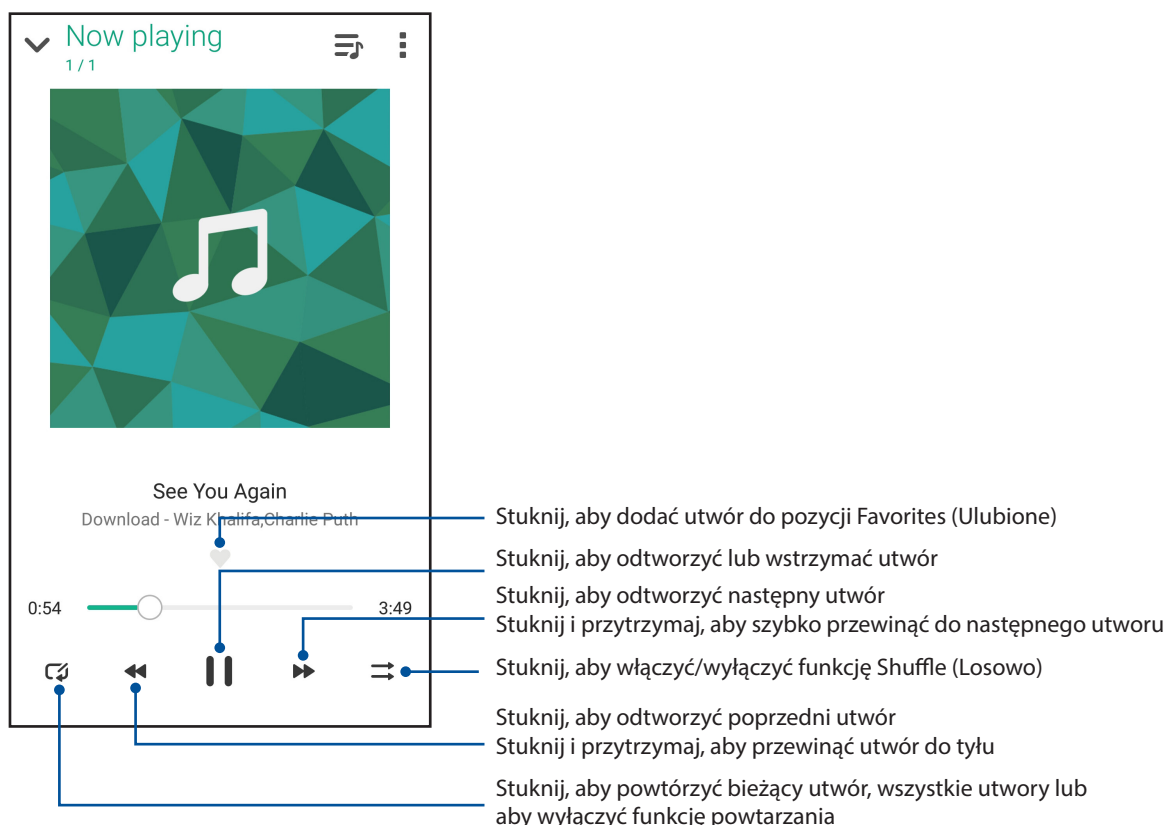 Now playing
1 / 1
See You Again
Download - Wiz Khalifa,Charlie Puth
0:54
3:49
Stuknij, aby dodać utwór do pozycji Favorites (Ulubione)
Stuknij, aby odtworzyć lub wstrzymać utwór
Stuknij, aby odtworzyć następny utwór
Stuknij i przytrzymaj, aby szybko przewinąć do następnego utworu
Stuknij, aby włączyć/wyłączyć funkcję Shuffle (Losowo)
Stuknij, aby odtworzyć poprzedni utwór
Stuknij i przytrzymaj, aby przewinąć utwór do tyłu
Stuknij, aby powtórzyć bieżący utwór, wszystkie utwory lub
aby wyłączyć funkcję powtarzania